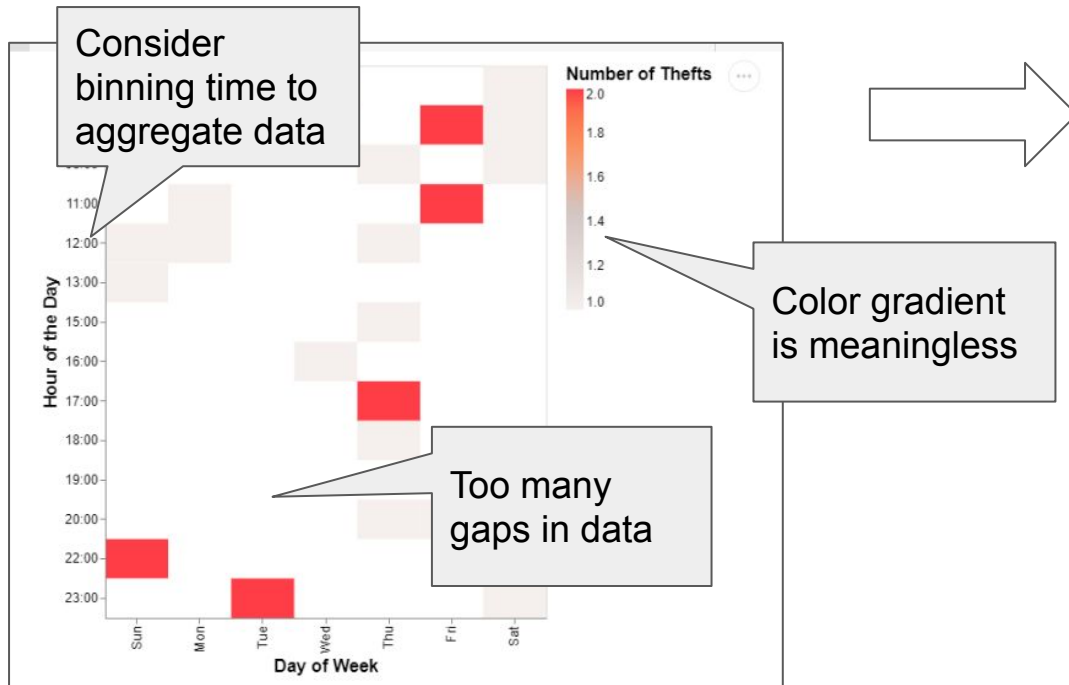 Consider
binning time to
aggregate data
Number of Thefts
2.0
1.8
1.6
1.4
1.2
1.0
11:00
12:00
13:00
15:00
16:00
17:00
18:00
19:00
20:00
22:00
23:00
Hour of the Day
Sun
Mon
Tue
Wed
Thu
Fri
Sat
Day of Week
Color gradient
is meaningless
Too many
gaps in data